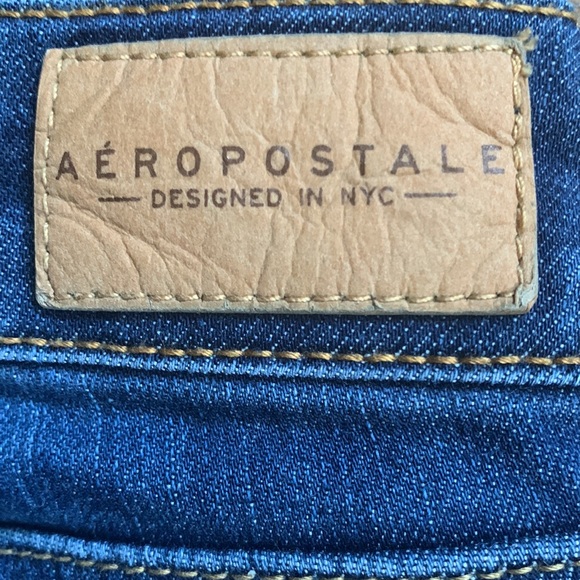 AÉROPOSTALE
— DESIGNED IN NYC —